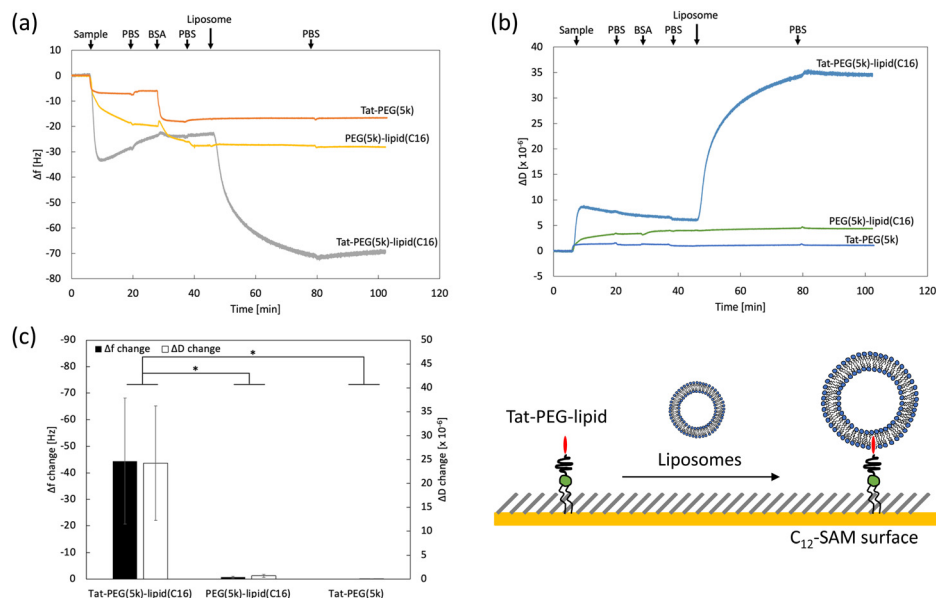 (a)
Liposome
Sample PBS BSA PBS PBS
10
0
-10
-20
-30
-40
-50
-60
-70
-80
Δf [Hz]
Tat-PEG(5k)
PEG(5k)-lipid(C16)
Tat-PEG(5k)-lipid(C16)
0 20 40 60 80 100 120
Time [min]
(b)
Liposome
Sample PBS BSA PBS PBS
40
35
30
25
20
15
10
5
0
-5
ΔD [x 10⁻⁶]
Tat-PEG(5k)-lipid(C16)
PEG(5k)-lipid(C16)
Tat-PEG(5k)
0 20 40 60 80 100 120
Time [min]
(c)
-90
-80
-70
-60
-50
-40
-30
-20
-10
0
Δf change [Hz]
Δf change ΔD change
*
*
50
45
40
35
30
25
20
15
10
5
0
ΔD change [x 10⁻⁶]
Tat-PEG(5k)-lipid(C16) PEG(5k)-lipid(C16) Tat-PEG(5k)
Tat-PEG-lipid
Liposomes
C₁₂-SAM surface